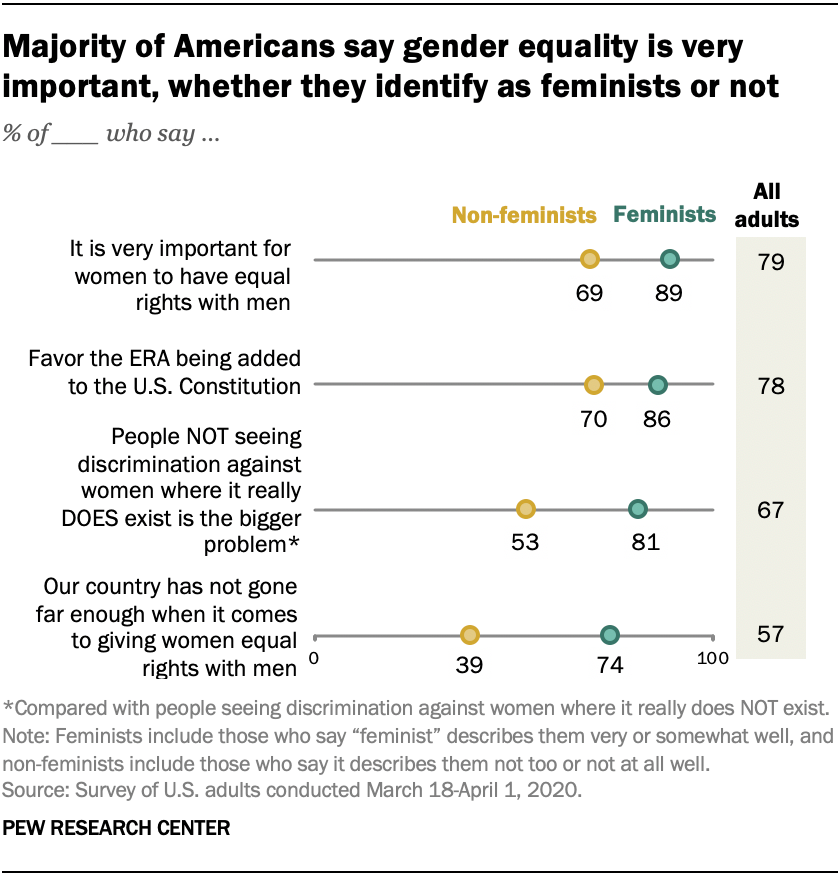 Majority of Americans say gender equality is very
important, whether they identify as feminists or not
% of ____ who say ...
All
adults
Non-feminists Feminists
It is very important for
women to have equal
rights with men
69 89 79
Favor the ERA being added
to the U.S. Constitution
70 86 78
People NOT seeing
discrimination against
women where it really
DOES exist is the bigger
problem*
53 81 67
Our country has not gone
far enough when it comes
to giving women equal
rights with men
0 39 74 100 57
*Compared with people seeing discrimination against women where it really does NOT exist.
Note: Feminists include those who say “feminist” describes them very or somewhat well, and
non-feminists include those who say it describes them not too or not at all well.
Source: Survey of U.S. adults conducted March 18-April 1, 2020.
PEW RESEARCH CENTER